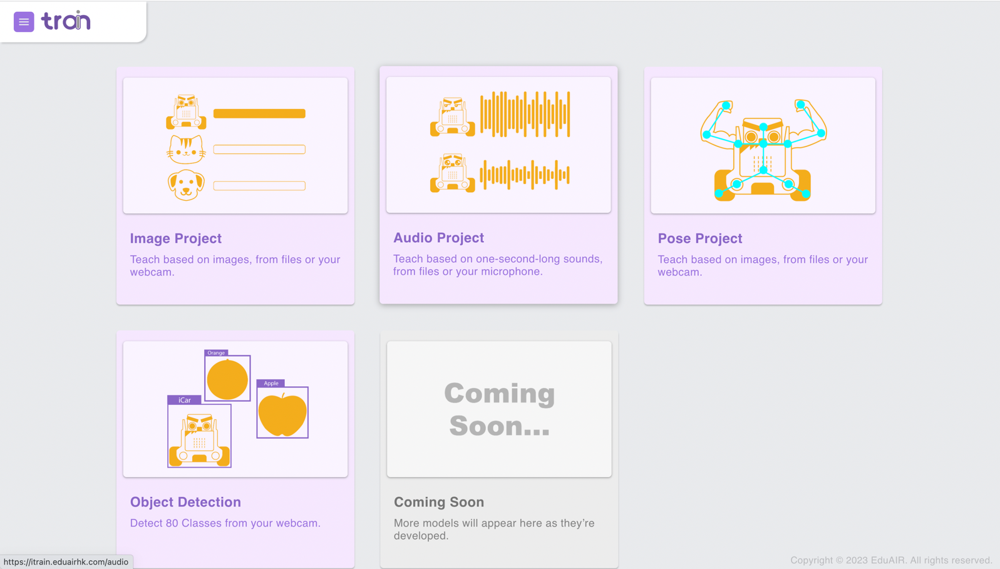 train
Image Project
Teach based on images, from files or your
webcam.
Audio Project
Teach based on one-second-long sounds,
from files or your microphone.
Pose Project
Teach based on images, from files or your
webcam.
Orange
Apple
iCar
Object Detection
Detect 80 Classes from your webcam.
Coming
Soon...
Coming Soon
More models will appear here as they’re
developed.
https://itrain.eduairhk.com/audio
Copyright © 2023 EduAIR. All rights reserved.